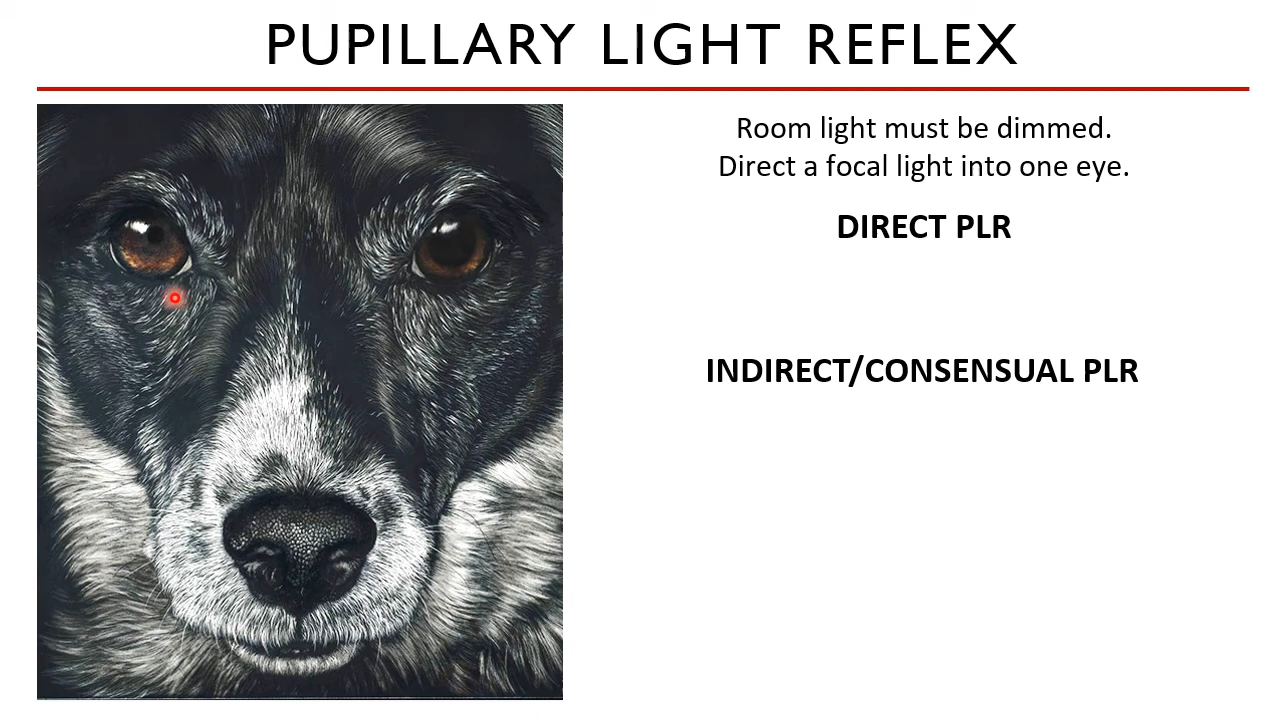 PUPILLARY LIGHT REFLEX
Room light must be dimmed.
Direct a focal light into one eye.
DIRECT PLR
INDIRECT/CONSENSUAL PLR